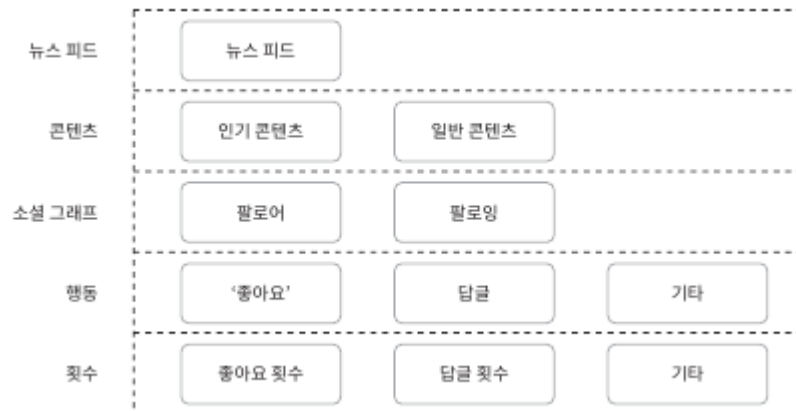 뉴스 피드 뉴스 피드
콘텐츠 인기 콘텐츠 일반 콘텐츠
소셜 그래프 팔로어 팔로잉
행동 ‘좋아요’ 답글 기타
횟수 좋아요 횟수 답글 횟수 기타